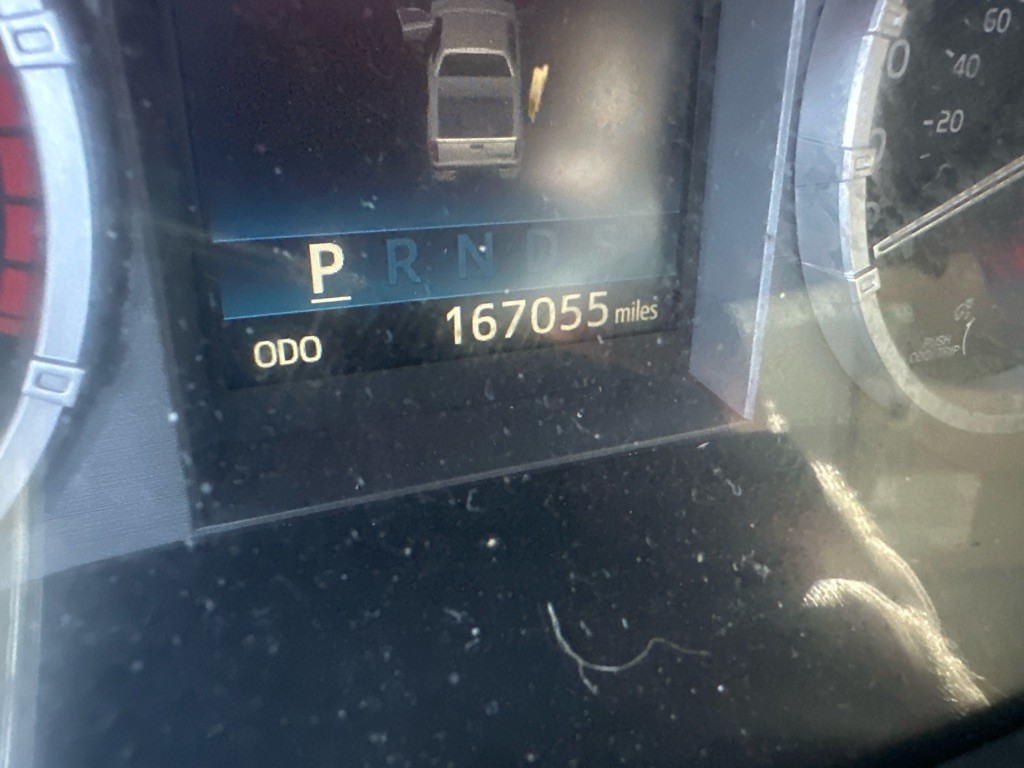 60
40
-20
P R N D S
167055 miles
ODO
PUSH
ODO/TRIP